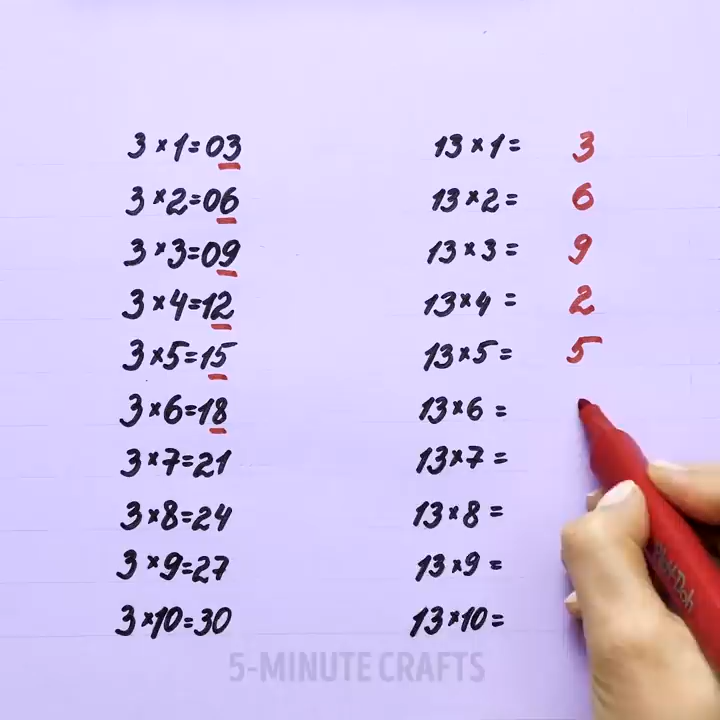 3×1=03 13×1= 3
3×2=06 13×2= 6
3×3=09 13×3= 9
3×4=12 13×4= 2
3×5=15 13×5= 5
3×6=18 13×6=
3×7=21 13×7=
3×8=24 13×8=
3×9=27 13×9=
3×10=30 13×10=
5-MINUTE CRAFTS